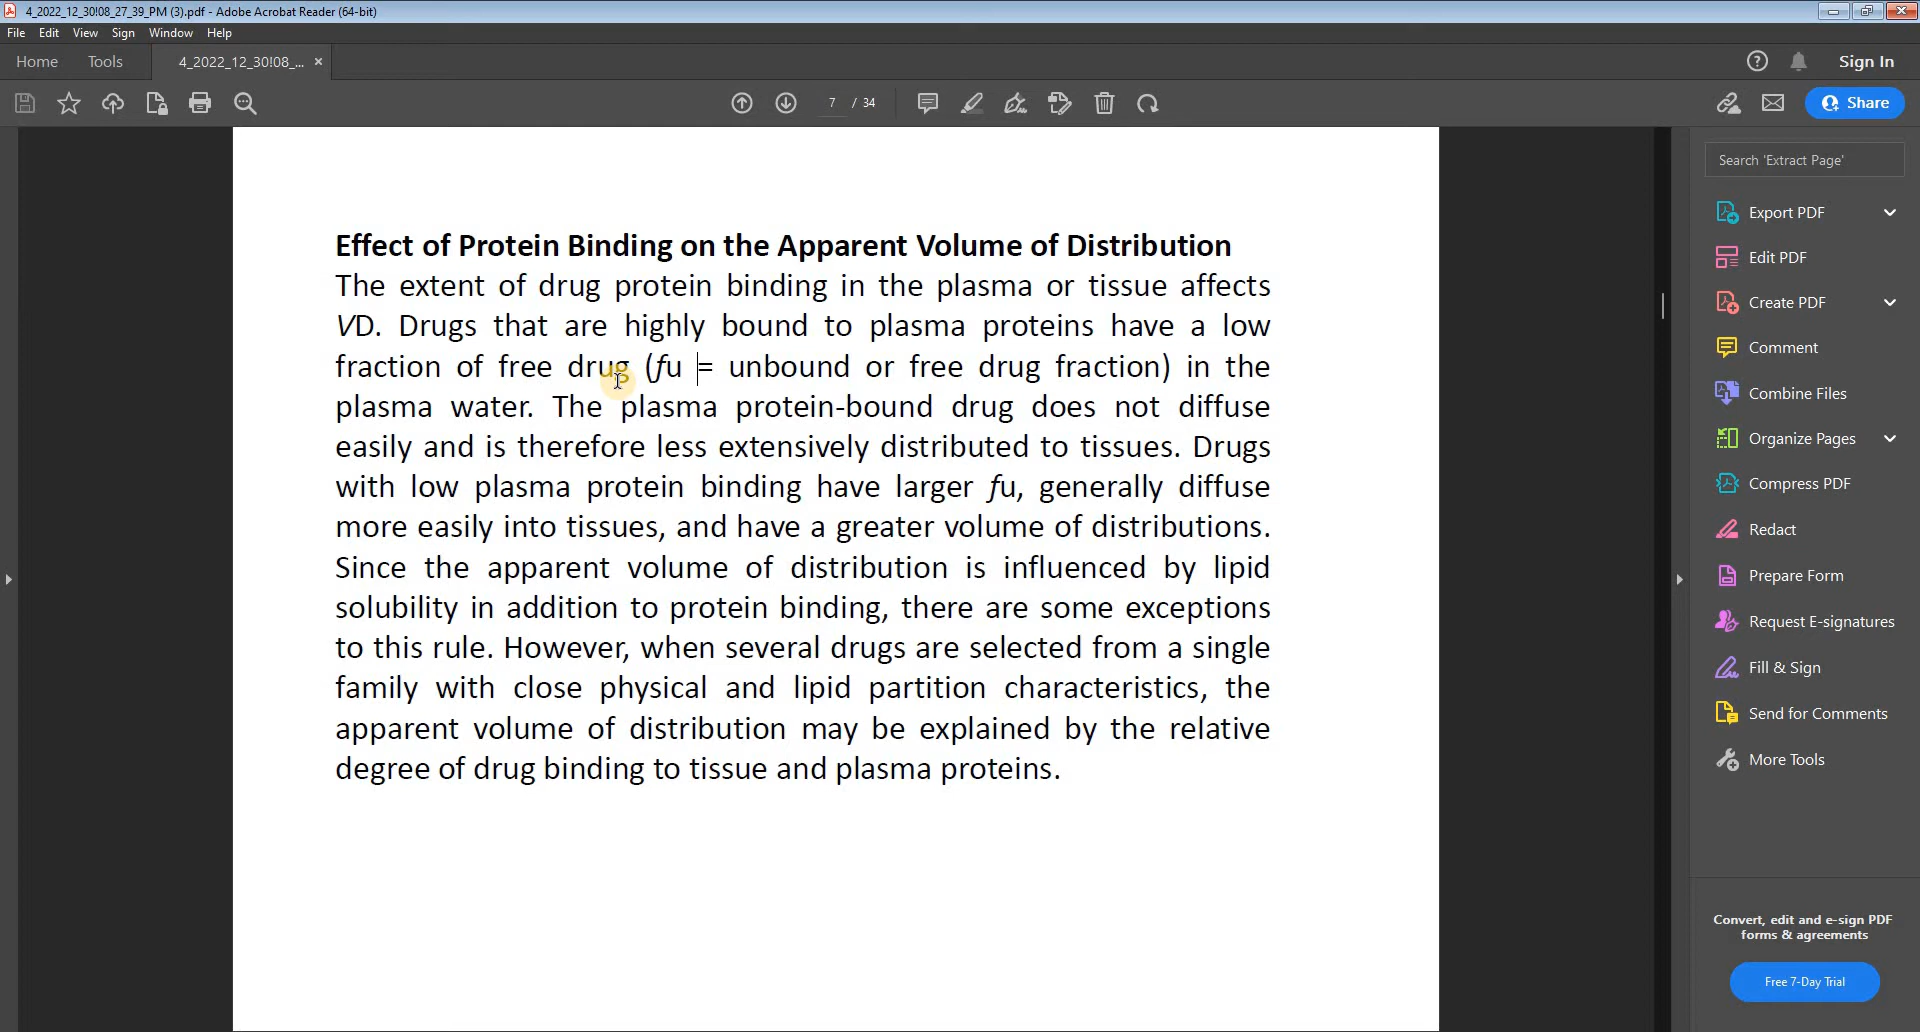 4_2022_12_30!08_27_39_PM (3).pdf - Adobe Acrobat Reader (64-bit)
File Edit View Sign Window Help
Home Tools 4_2022_12_30!08_... × Sign In
7 / 34 Share
Search 'Extract Page'
Effect of Protein Binding on the Apparent Volume of Distribution
The extent of drug protein binding in the plasma or tissue affects
VD. Drugs that are highly bound to plasma proteins have a low
fraction of free drug (fu = unbound or free drug fraction) in the
plasma water. The plasma protein-bound drug does not diffuse
easily and is therefore less extensively distributed to tissues. Drugs
with low plasma protein binding have larger fu, generally diffuse
more easily into tissues, and have a greater volume of distributions.
Since the apparent volume of distribution is influenced by lipid
solubility in addition to protein binding, there are some exceptions
to this rule. However, when several drugs are selected from a single
family with close physical and lipid partition characteristics, the
apparent volume of distribution may be explained by the relative
degree of drug binding to tissue and plasma proteins.
Export PDF
Edit PDF
Create PDF
Comment
Combine Files
Organize Pages
Compress PDF
Redact
Prepare Form
Request E-signatures
Fill & Sign
Send for Comments
More Tools
Convert, edit and e-sign PDF
forms & agreements
Free 7-Day Trial